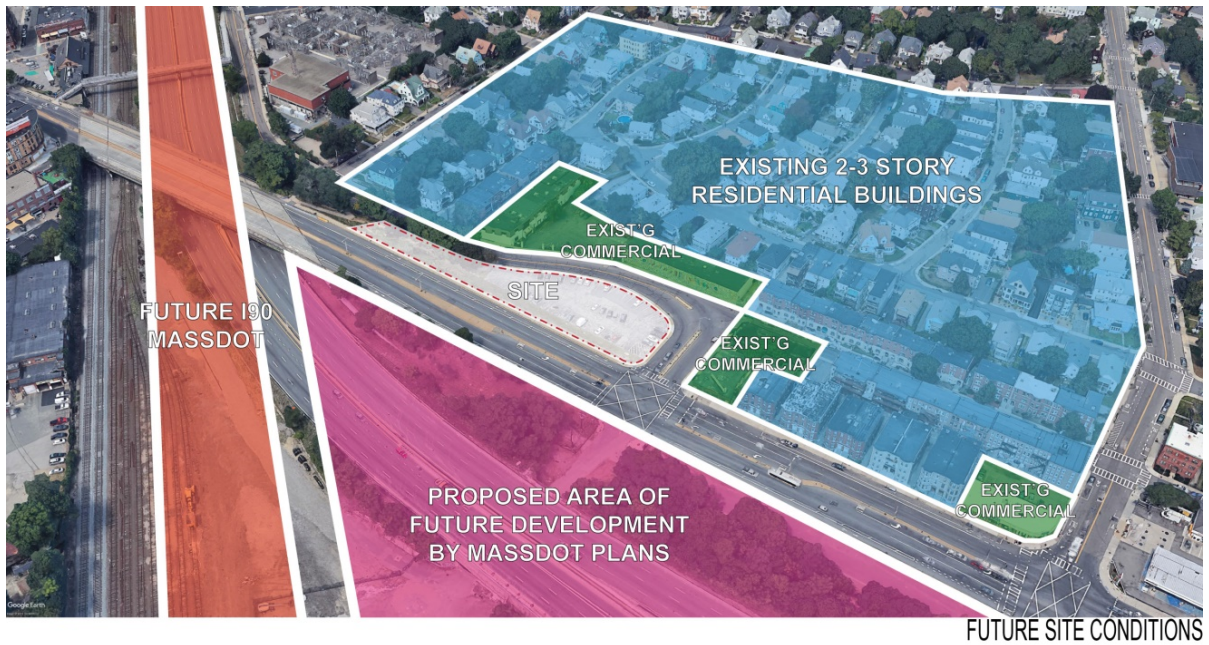 EXISTING 2-3 STORY
RESIDENTIAL BUILDINGS
EXIST'G
COMMERCIAL
SITE
FUTURE I90
MASSDOT
EXIST'G
COMMERCIAL
PROPOSED AREA OF
FUTURE DEVELOPMENT
BY MASSDOT PLANS
EXIST'G
COMMERCIAL
Google Earth
FUTURE SITE CONDITIONS